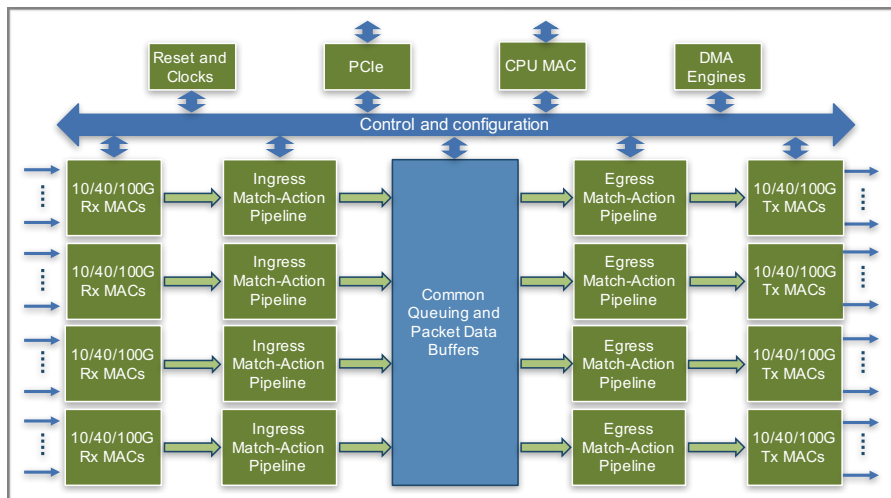 Reset and
Clocks
PCIe
CPU MAC
DMA
Engines
Control and configuration
10/40/100G
Rx MACs
Ingress
Match-Action
Pipeline
Egress
Match-Action
Pipeline
10/40/100G
Tx MACs
10/40/100G
Rx MACs
Ingress
Match-Action
Pipeline
Common
Queuing and
Packet Data
Buffers
Egress
Match-Action
Pipeline
10/40/100G
Tx MACs
10/40/100G
Rx MACs
Ingress
Match-Action
Pipeline
Egress
Match-Action
Pipeline
10/40/100G
Tx MACs
10/40/100G
Rx MACs
Ingress
Match-Action
Pipeline
Egress
Match-Action
Pipeline
10/40/100G
Tx MACs